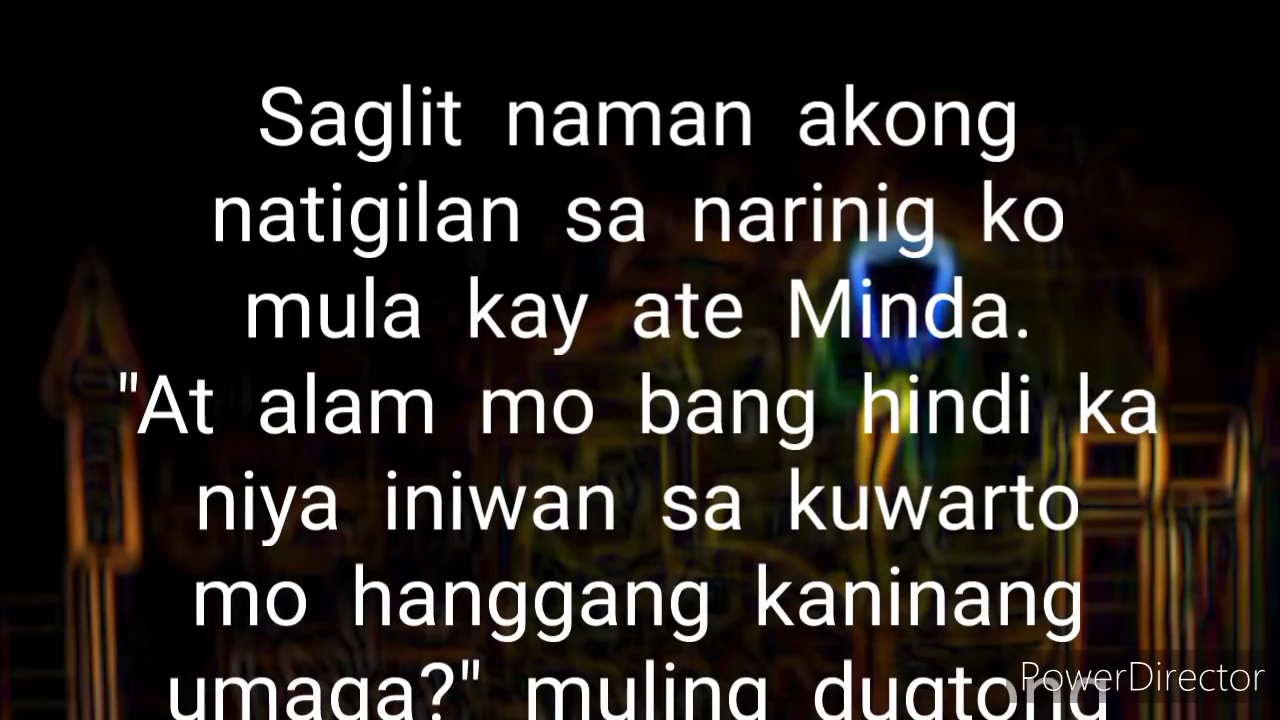 Saglit naman akong
natigilan sa narinig ko
mula kay ate Minda.
"At alam mo bang hindi ka
niya iniwan sa kuwarto
mo hanggang kaninang
umaga?" muling dugtong
PowerDirector